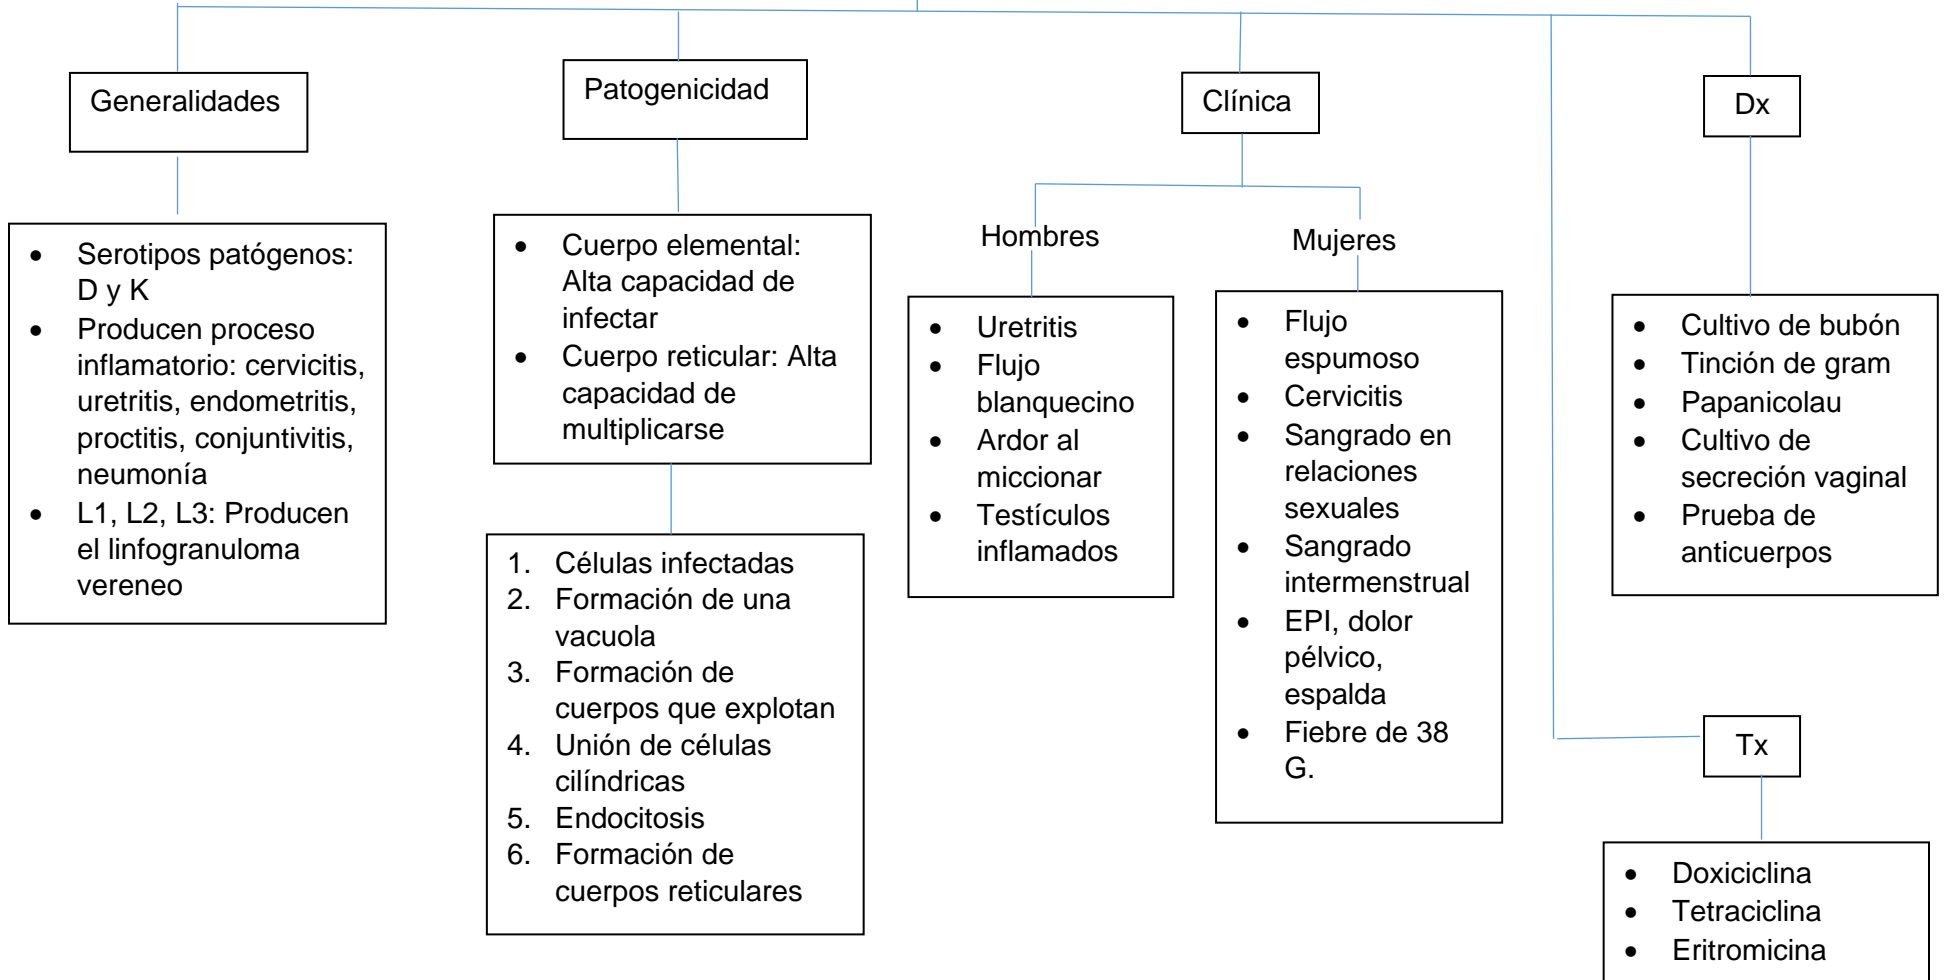 Generalidades
Patogenicidad
Clínica
Dx
• Serotipos patógenos:
D y K
• Producen proceso
inflamatorio: cervicitis,
uretritis, endometritis,
proctitis, conjuntivitis,
neumonía
• L1, L2, L3: Producen
el linfogranuloma
vereneo
• Cuerpo elemental:
Alta capacidad de
infectar
• Cuerpo reticular: Alta
capacidad de
multiplicarse
1. Células infectadas
2. Formación de una
vacuola
3. Formación de
cuerpos que explotan
4. Unión de células
cilíndricas
5. Endocitosis
6. Formación de
cuerpos reticulares
Hombres
• Uretritis
• Flujo
blanquecino
• Ardor al
miccionar
• Testículos
inflamados
Mujeres
• Flujo
espumoso
• Cervicitis
• Sangrado en
relaciones
sexuales
• Sangrado
intermenstrual
• EPI, dolor
pélvico,
espalda
• Fiebre de 38
G.
• Cultivo de bubón
• Tinción de gram
• Papanicolau
• Cultivo de
secreción vaginal
• Prueba de
anticuerpos
Tx
• Doxiciclina
• Tetraciclina
• Eritromicina